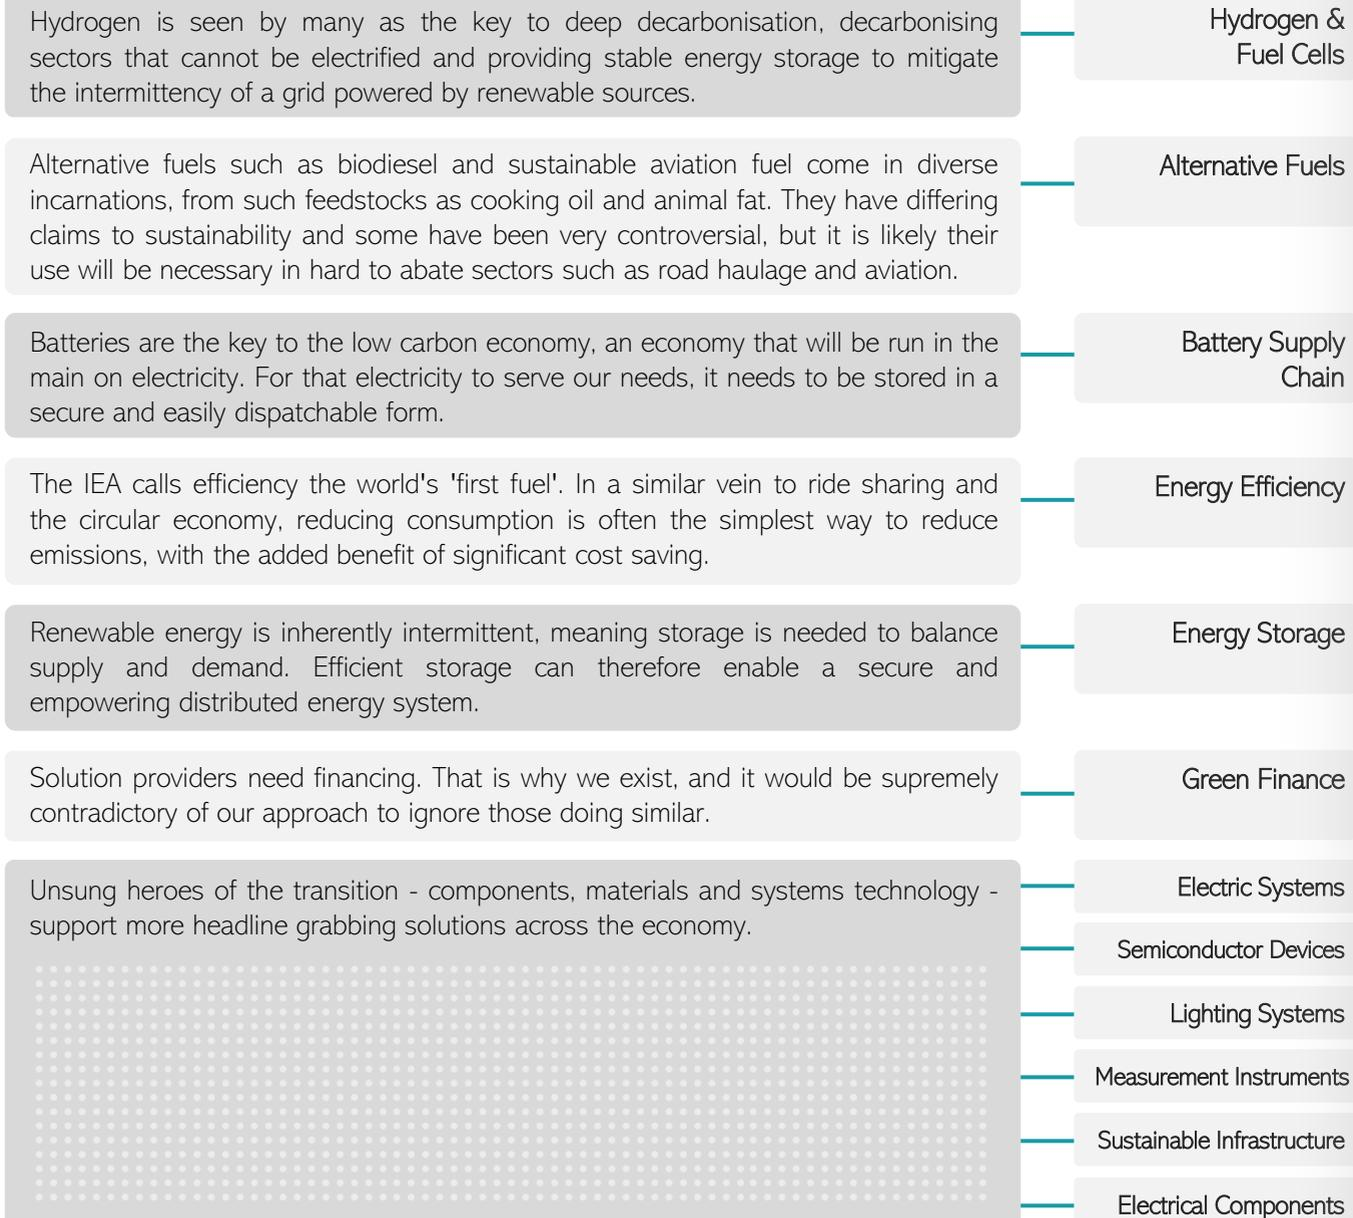 Hydrogen is seen by many as the key to deep decarbonisation, decarbonising
sectors that cannot be electrified and providing stable energy storage to mitigate
the intermittency of a grid powered by renewable sources.
Hydrogen &
Fuel Cells
Alternative fuels such as biodiesel and sustainable aviation fuel come in diverse
incarnations, from such feedstocks as cooking oil and animal fat. They have differing
claims to sustainability and some have been very controversial, but it is likely their
use will be necessary in hard to abate sectors such as road haulage and aviation.
Alternative Fuels
Batteries are the key to the low carbon economy, an economy that will be run in the
main on electricity. For that electricity to serve our needs, it needs to be stored in a
secure and easily dispatchable form.
Battery Supply
Chain
The IEA calls efficiency the world's 'first fuel'. In a similar vein to ride sharing and
the circular economy, reducing consumption is often the simplest way to reduce
emissions, with the added benefit of significant cost saving.
Energy Efficiency
Renewable energy is inherently intermittent, meaning storage is needed to balance
supply and demand. Efficient storage can therefore enable a secure and
empowering distributed energy system.
Energy Storage
Solution providers need financing. That is why we exist, and it would be supremely
contradictory of our approach to ignore those doing similar.
Green Finance
Unsung heroes of the transition - components, materials and systems technology -
support more headline grabbing solutions across the economy.
Electric Systems
Semiconductor Devices
Lighting Systems
Measurement Instruments
Sustainable Infrastructure
Electrical Components